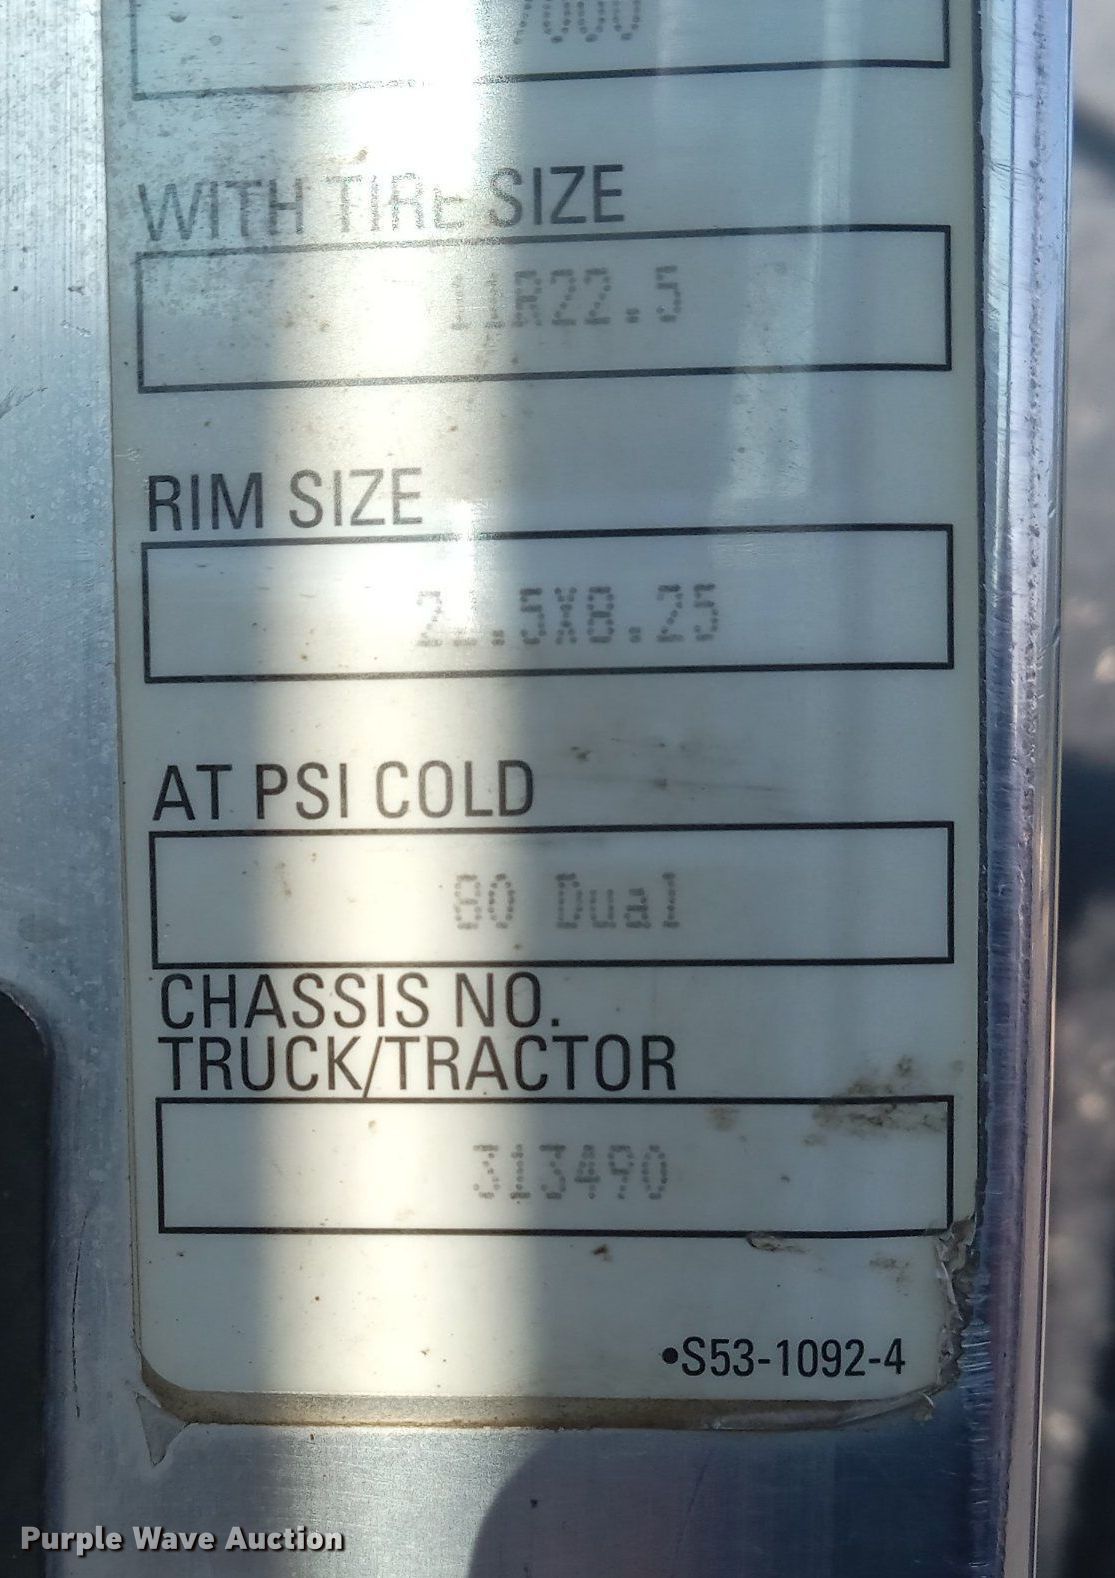 WITH TIRE SIZE
11R22.5
RIM SIZE
22.5X8.25
AT PSI COLD
80 Dual
CHASSIS NO.
TRUCK/TRACTOR
313490
•S53-1092-4
Purple Wave Auction